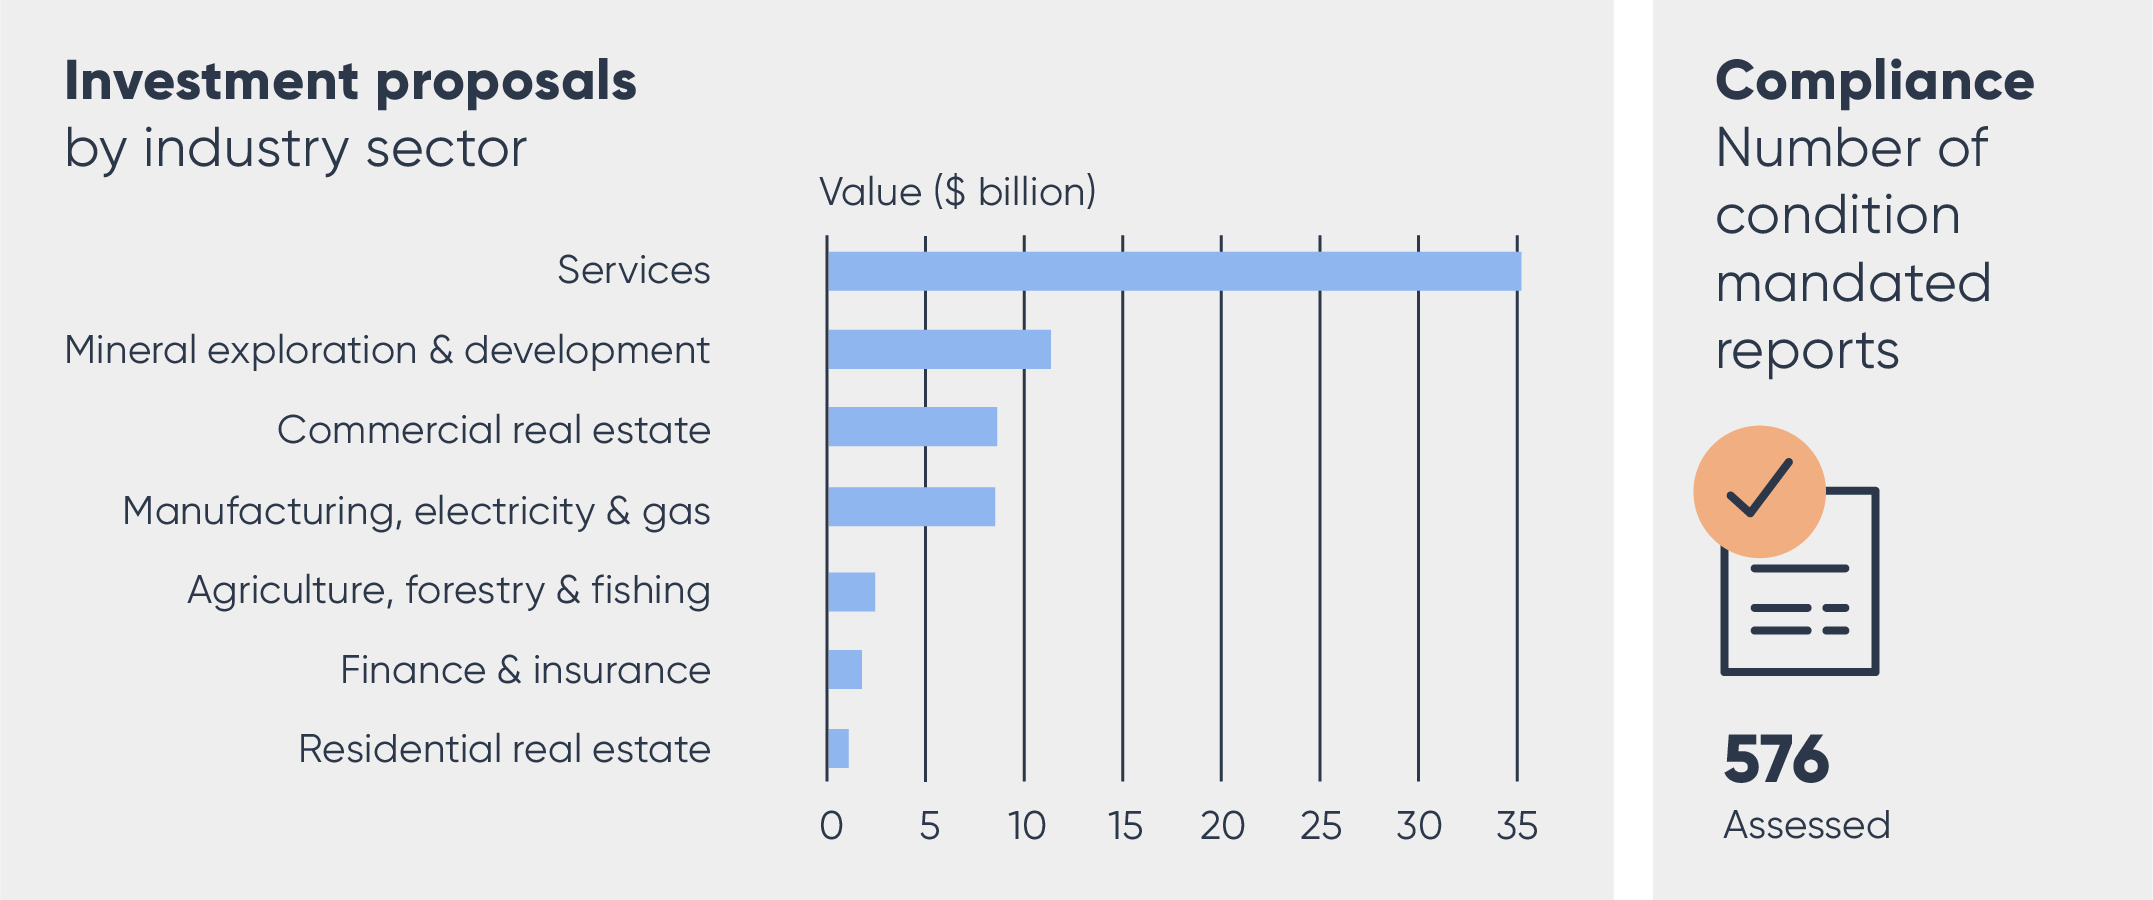 Investment proposals
by industry sector
Value ($ billion)
Services
Mineral exploration & development
Commercial real estate
Manufacturing, electricity & gas
Agriculture, forestry & fishing
Finance & insurance
Residential real estate
0 5 10 15 20 25 30 35
Compliance
Number of
condition
mandated
reports
576
Assessed